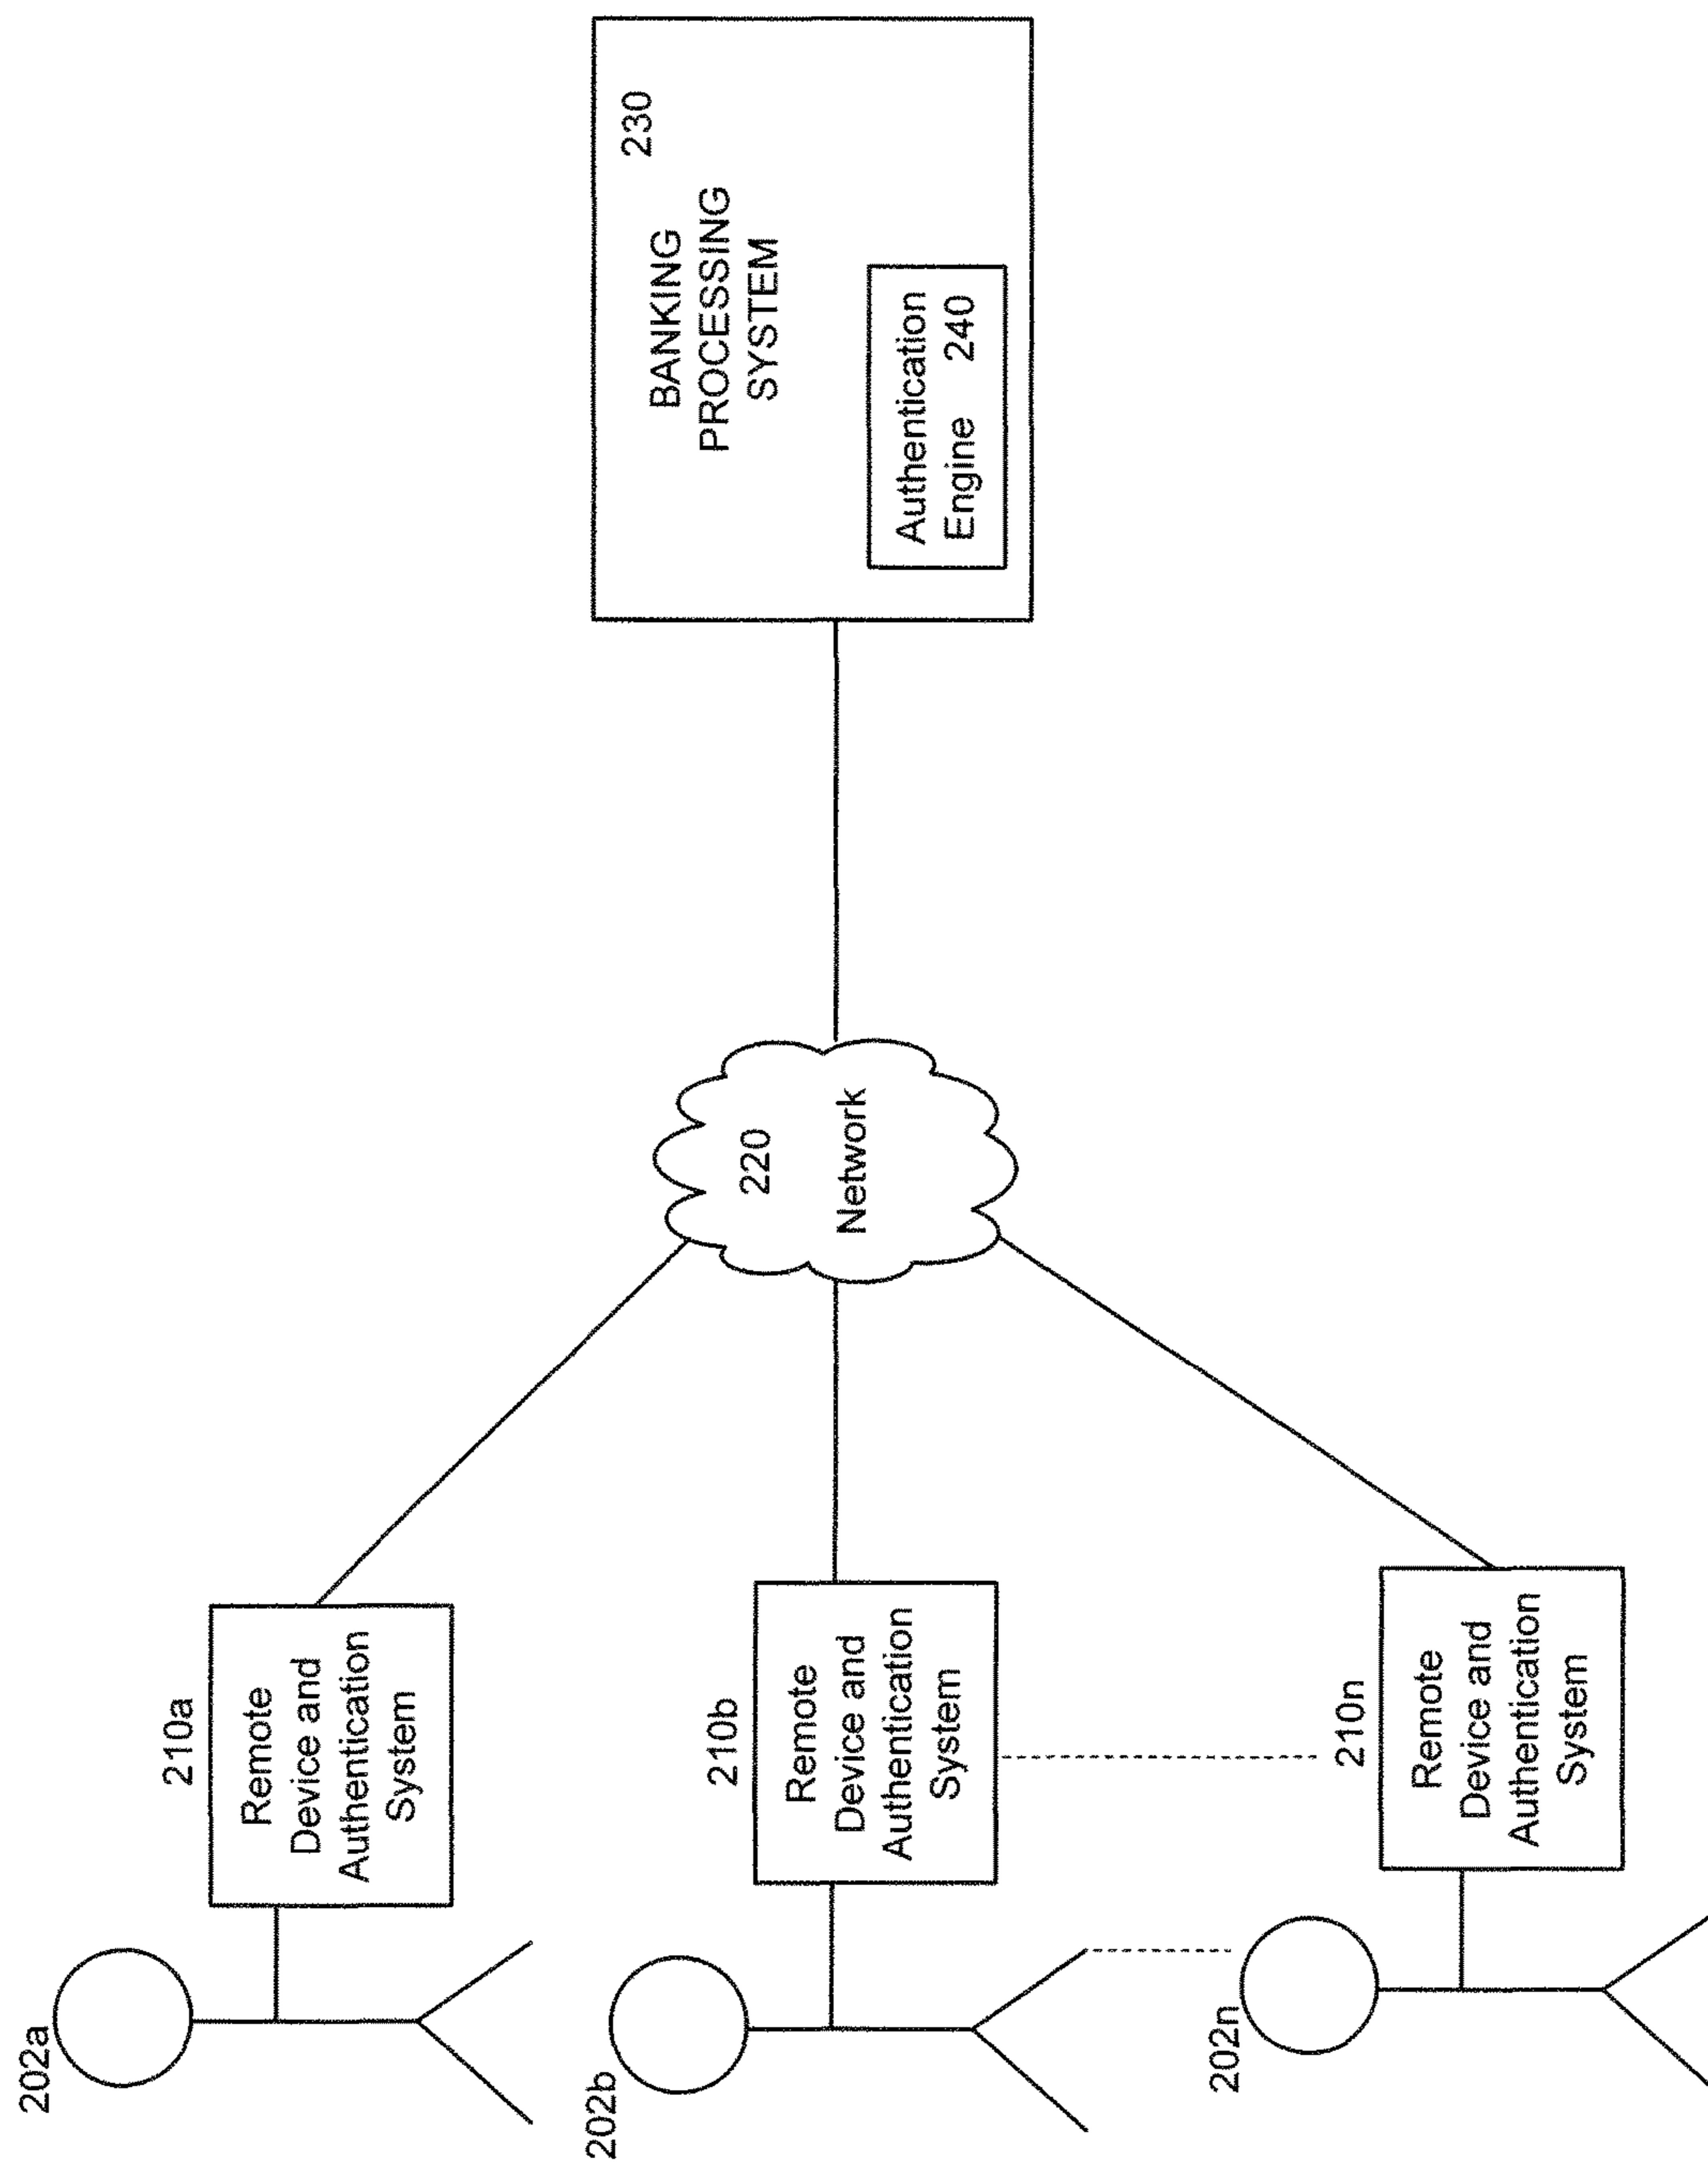 202a
210a
Remote
Device and
Authentication
System
202b
210b
Remote
Device and
Authentication
System
202n
210n
Remote
Device and
Authentication
System
220
Network
230
BANKING
PROCESSING
SYSTEM
Authentication
Engine 240